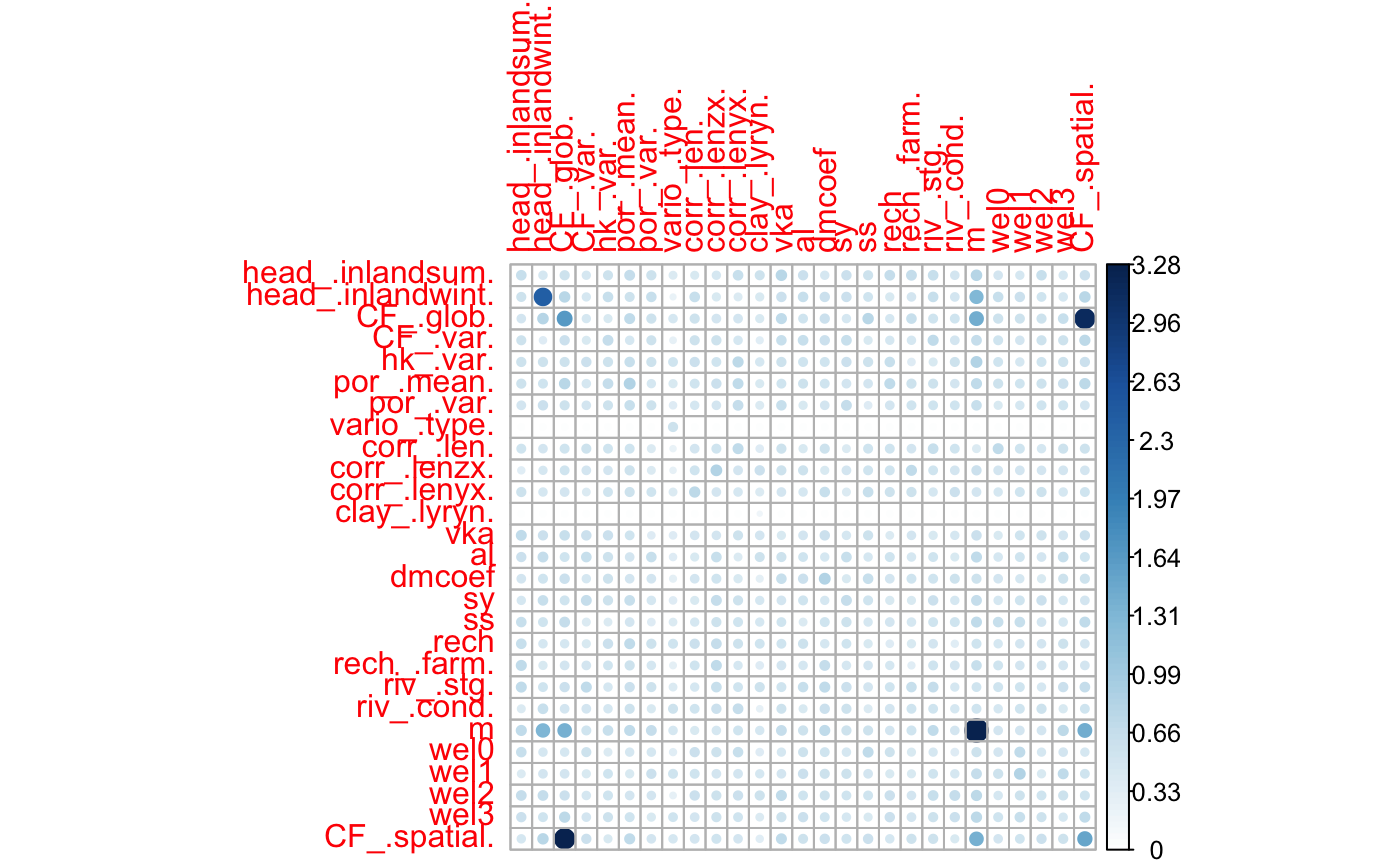 head_.inlandsum.
head_.inlandwint.
CF_.glob.
CF_.var.
hk_.var.
por_.mean.
por_.var.
vario_.type.
corr_.len.
corr_.lenzx.
corr_.lenyx.
clay_.lyryn.
vka
al
dmcoef
sy
ss
rech
rech_.farm.
riv_.stg.
riv_.cond.
m
wel0
wel1
wel2
wel3
CF_.spatial.
head_.inlandsum.
head_.inlandwint.
CF_.glob.
CF_.var.
hk_.var.
por_.mean.
por_.var.
vario_.type.
corr_.len.
corr_.lenzx.
corr_.lenyx.
clay_.lyryn.
vka
al
dmcoef
sy
ss
rech
rech_.farm.
riv_.stg.
riv_.cond.
m
wel0
wel1
wel2
wel3
CF_.spatial.
3.28
2.96
2.63
2.3
1.97
1.64
1.31
0.99
0.66
0.33
0